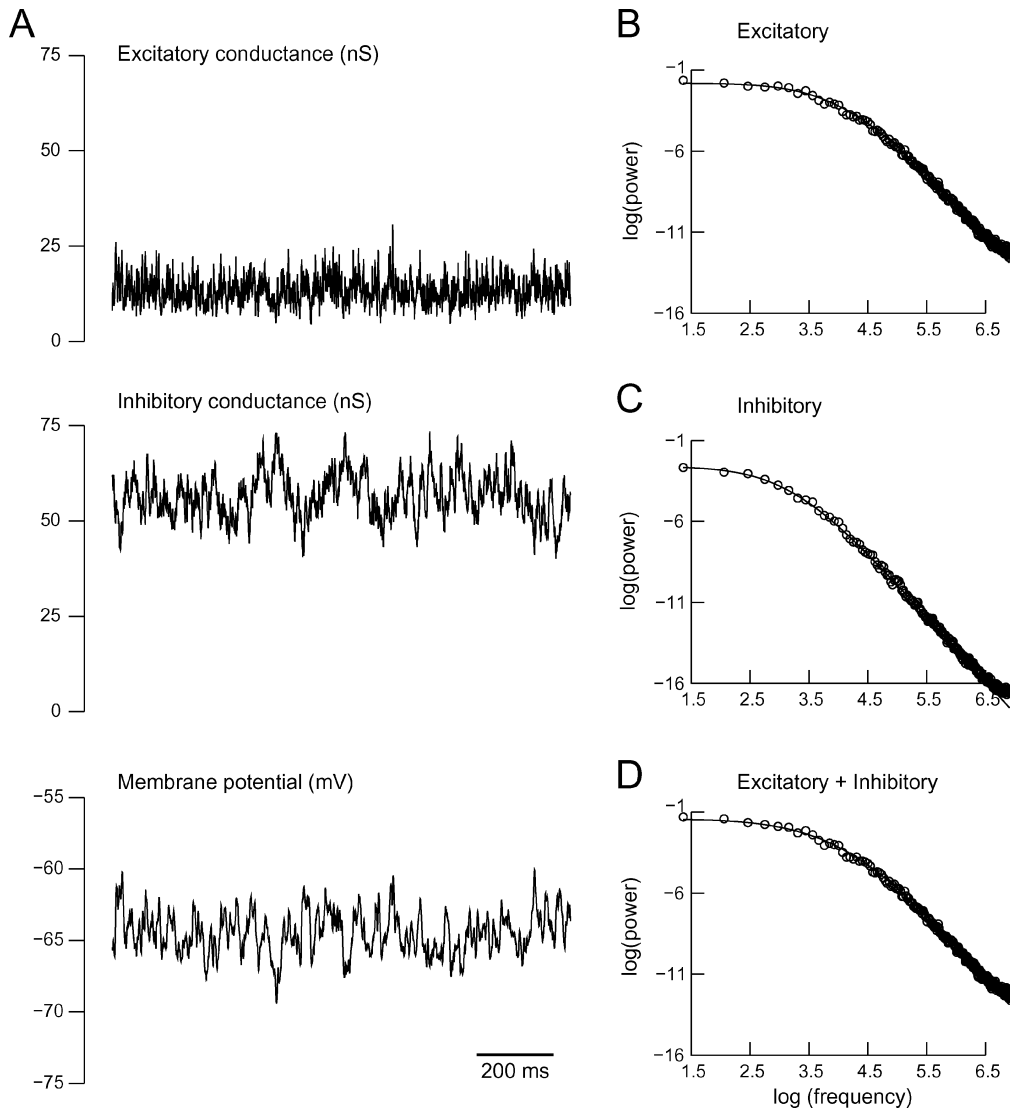 A
Excitatory conductance (nS)
75
50
25
0
Inhibitory conductance (nS)
75
50
25
0
Membrane potential (mV)
−55
−60
−65
−70
−75
200 ms
B
Excitatory
−1
−6
−11
−16
log(power)
1.5 2.5 3.5 4.5 5.5 6.5
C
Inhibitory
−1
−6
−11
−16
log(power)
1.5 2.5 3.5 4.5 5.5 6.5
D
Excitatory + Inhibitory
−1
−6
−11
−16
log(power)
1.5 2.5 3.5 4.5 5.5 6.5
log (frequency)